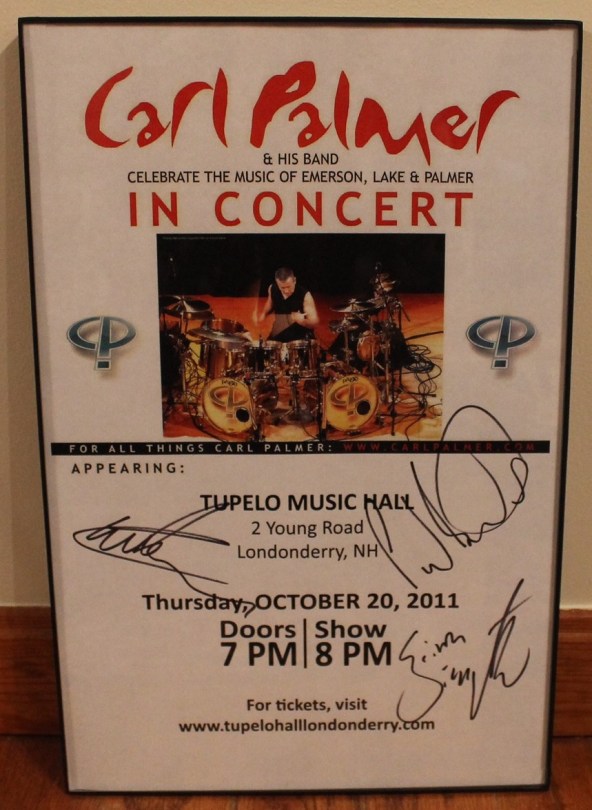 Carl Palmer
& HIS BAND
CELEBRATE THE MUSIC OF EMERSON, LAKE & PALMER
IN CONCERT
FOR ALL THINGS CARL PALMER: WWW.CARLPALMER.COM
APPEARING:
TUPELO MUSIC HALL
2 Young Road
Londonderry, NH
Thursday, OCTOBER 20, 2011
Doors Show
7 PM 8 PM
For tickets, visit
www.tupelohalllondonderry.com